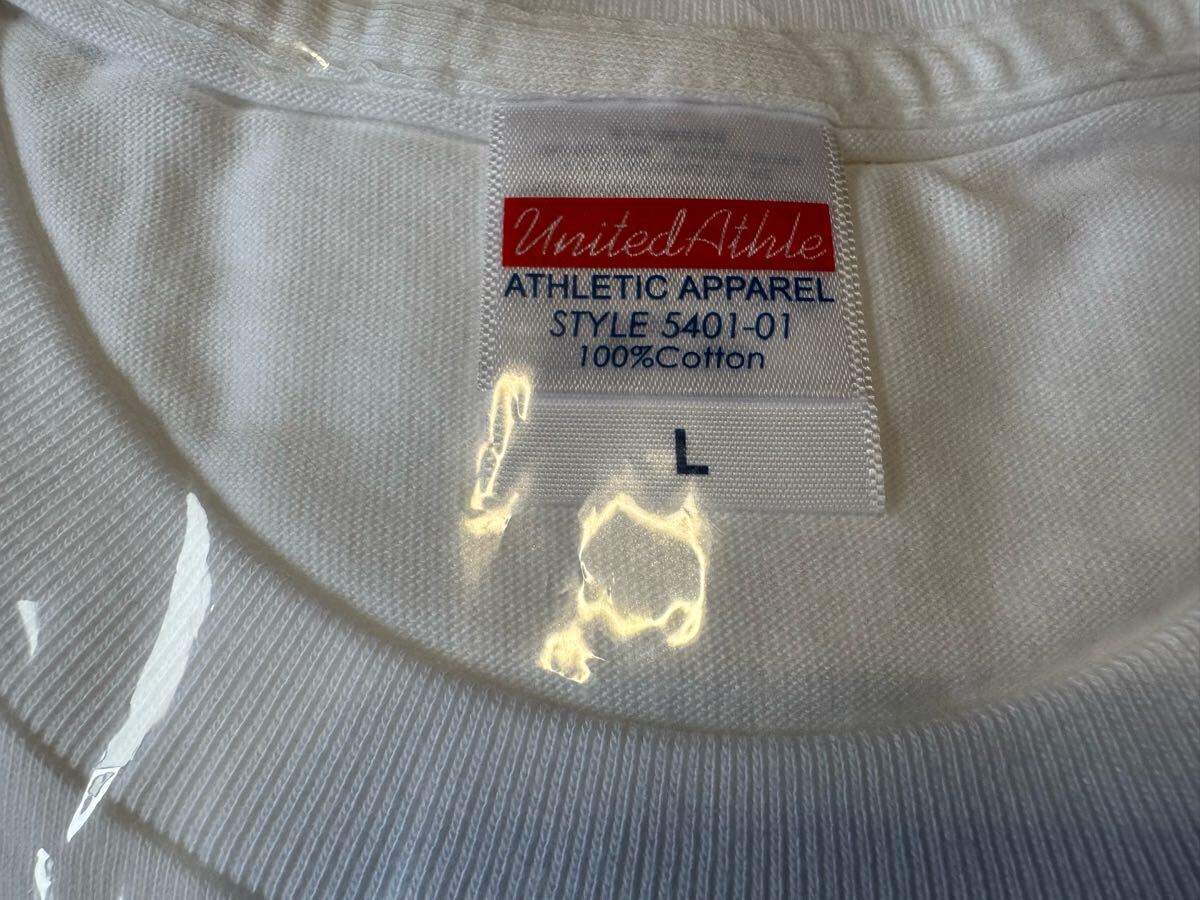 UnitedAthle
ATHLETIC APPAREL
STYLE 5401-01
100%Cotton
L